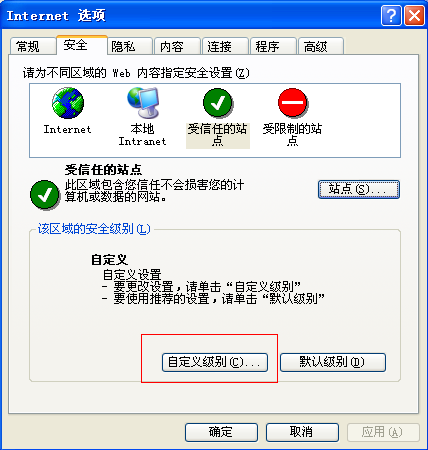 Internet 选项
常规 安全 隐私 内容 连接 程序 高级
请为不同区域的 Web 内容指定安全设置(Z)
Internet
本地
Intranet
受信任的站
点
受限制的站
点
受信任的站点
此区域包含您信任不会损害您的计
算机或数据的网站。
站点(S)...
该区域的安全级别(L)
自定义
自定义设置
- 要更改设置，请单击“自定义级别”
- 要使用推荐的设置，请单击“默认级别”
自定义级别(C)... 默认级别(D)
确定 取消 应用(A)